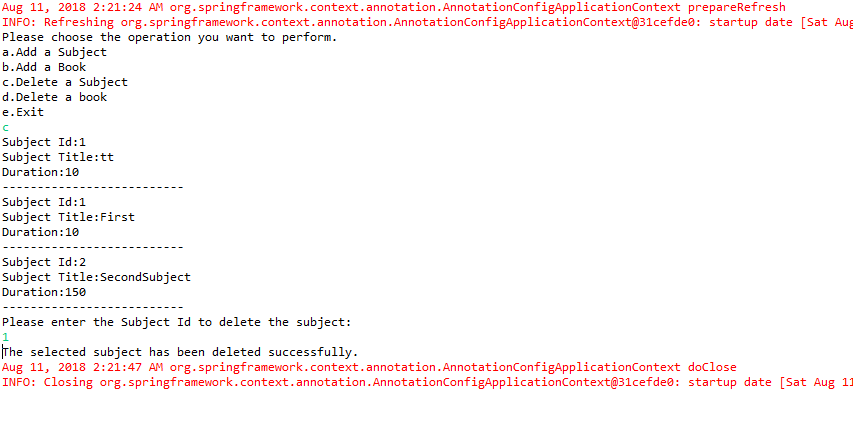 Aug 11, 2018 2:21:24 AM org.springframework.context.annotation.AnnotationConfigApplicationContext prepareRefresh
INFO: Refreshing org.springframework.context.annotation.AnnotationConfigApplicationContext@31cefde0: startup date [Sat Aug
Please choose the operation you want to perform.
a.Add a Subject
b.Add a Book
c.Delete a Subject
d.Delete a book
e.Exit
c
Subject Id:1
Subject Title:tt
Duration:10
--------------------------
Subject Id:1
Subject Title:First
Duration:10
--------------------------
Subject Id:2
Subject Title:SecondSubject
Duration:150
--------------------------
Please enter the Subject Id to delete the subject:
1
The selected subject has been deleted successfully.
Aug 11, 2018 2:21:47 AM org.springframework.context.annotation.AnnotationConfigApplicationContext doClose
INFO: Closing org.springframework.context.annotation.AnnotationConfigApplicationContext@31cefde0: startup date [Sat Aug 11